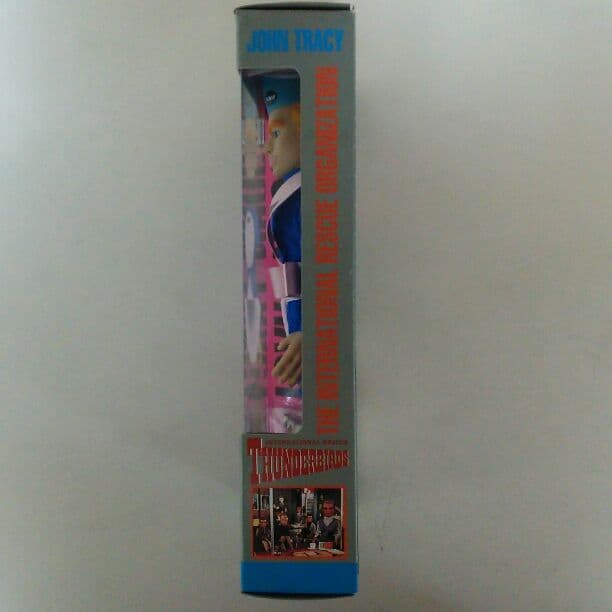 JOHN TRACY
THE INTERNATIONAL RESCUE ORGANIZATION
INTERNATIONAL RESCUE
THUNDERBIRDS